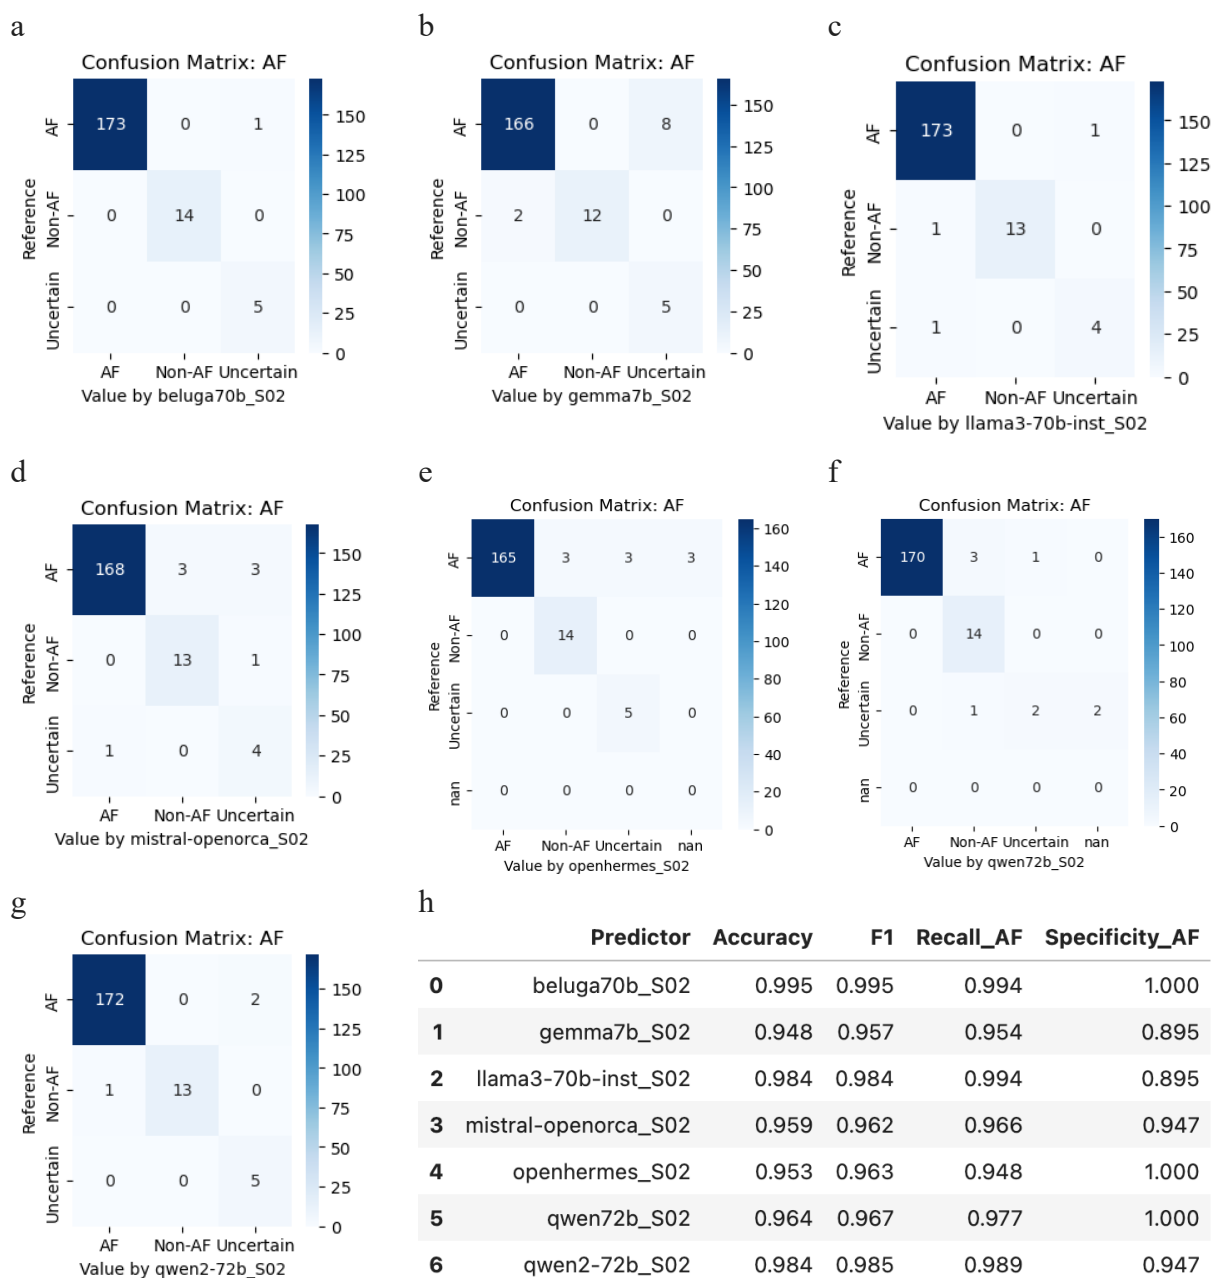 a
Confusion Matrix: AF
AF 173 0 1
Non-AF 0 14 0
Uncertain 0 0 5
Reference
150
125
100
75
50
25
0
AF Non-AF Uncertain
Value by beluga70b_S02
b
Confusion Matrix: AF
AF 166 0 8
Non-AF 2 12 0
Uncertain 0 0 5
Reference
150
125
100
75
50
25
0
AF Non-AF Uncertain
Value by gemma7b_S02
c
Confusion Matrix: AF
AF 173 0 1
Non-AF 1 13 0
Uncertain 1 0 4
Reference
150
125
100
75
50
25
0
AF Non-AF Uncertain
Value by llama3-70b-inst_S02
d
Confusion Matrix: AF
AF 168 3 3
Non-AF 0 13 1
Uncertain 1 0 4
Reference
150
125
100
75
50
25
0
AF Non-AF Uncertain
Value by mistral-openorca_S02
e
Confusion Matrix: AF
AF 165 3 3 3
Non-AF 0 14 0 0
Uncertain 0 0 5 0
nan 0 0 0 0
Reference
160
140
120
100
80
60
40
20
0
AF Non-AF Uncertain nan
Value by openhermes_S02
f
Confusion Matrix: AF
AF 170 3 1 0
Non-AF 0 14 0 0
Uncertain 0 1 2 2
nan 0 0 0 0
Reference
160
140
120
100
80
60
40
20
0
AF Non-AF Uncertain nan
Value by qwen72b_S02
g
Confusion Matrix: AF
AF 172 0 2
Non-AF 1 13 0
Uncertain 0 0 5
Reference
150
125
100
75
50
25
0
AF Non-AF Uncertain
Value by qwen2-72b_S02
h
Predictor Accuracy F1 Recall_AF Specificity_AF
0 beluga70b_S02 0.995 0.995 0.994 1.000
1 gemma7b_S02 0.948 0.957 0.954 0.895
2 llama3-70b-inst_S02 0.984 0.984 0.994 0.895
3 mistral-openorca_S02 0.959 0.962 0.966 0.947
4 openhermes_S02 0.953 0.963 0.948 1.000
5 qwen72b_S02 0.964 0.967 0.977 1.000
6 qwen2-72b_S02 0.984 0.985 0.989 0.947